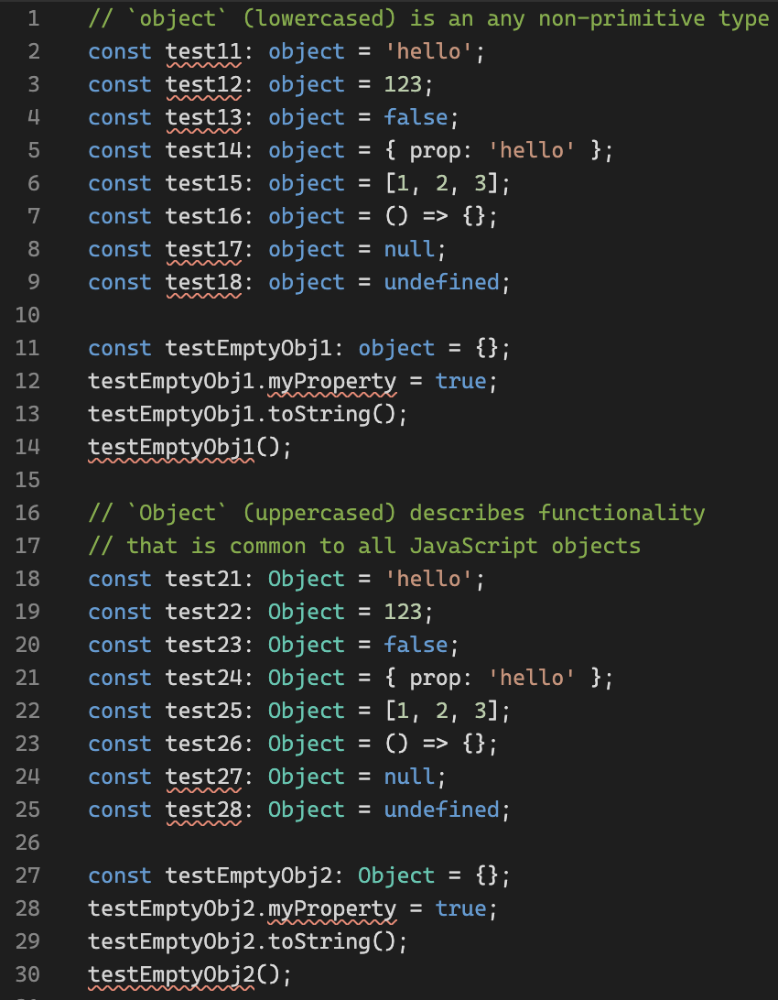 1 // `object` (lowercased) is an any non-primitive type
2 const test11: object = 'hello';
3 const test12: object = 123;
4 const test13: object = false;
5 const test14: object = { prop: 'hello' };
6 const test15: object = [1, 2, 3];
7 const test16: object = () => {};
8 const test17: object = null;
9 const test18: object = undefined;
10
11 const testEmptyObj1: object = {};
12 testEmptyObj1.myProperty = true;
13 testEmptyObj1.toString();
14 testEmptyObj1();
15
16 // `Object` (uppercased) describes functionality
17 // that is common to all JavaScript objects
18 const test21: Object = 'hello';
19 const test22: Object = 123;
20 const test23: Object = false;
21 const test24: Object = { prop: 'hello' };
22 const test25: Object = [1, 2, 3];
23 const test26: Object = () => {};
24 const test27: Object = null;
25 const test28: Object = undefined;
26
27 const testEmptyObj2: Object = {};
28 testEmptyObj2.myProperty = true;
29 testEmptyObj2.toString();
30 testEmptyObj2();